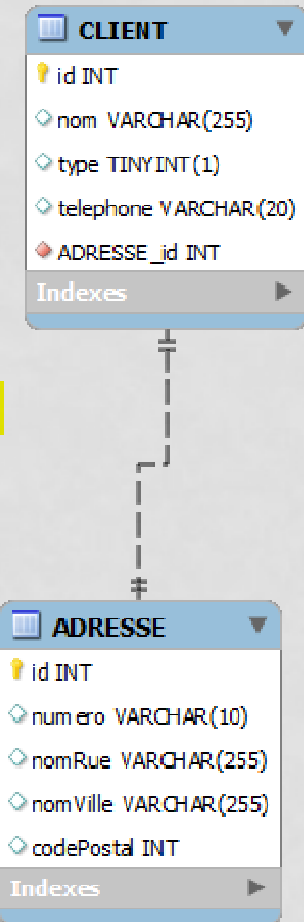 CLIENT
id INT
nom VARCHAR(255)
type TINYINT(1)
telephone VARCHAR(20)
ADRESSE_id INT
Indexes
ADRESSE
id INT
numero VARCHAR(10)
nomRue VARCHAR(255)
nomVille VARCHAR(255)
codePostal INT
Indexes